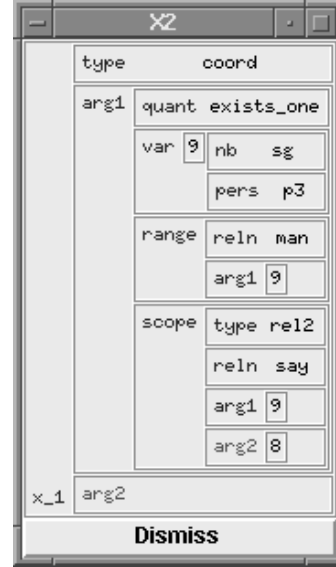 X2
type coord
arg1 quant exists_one
var 9 nb sg
pers p3
range reln man
arg1 9
scope type rel2
reln say
arg1 9
arg2 8
x_1 arg2
Dismiss